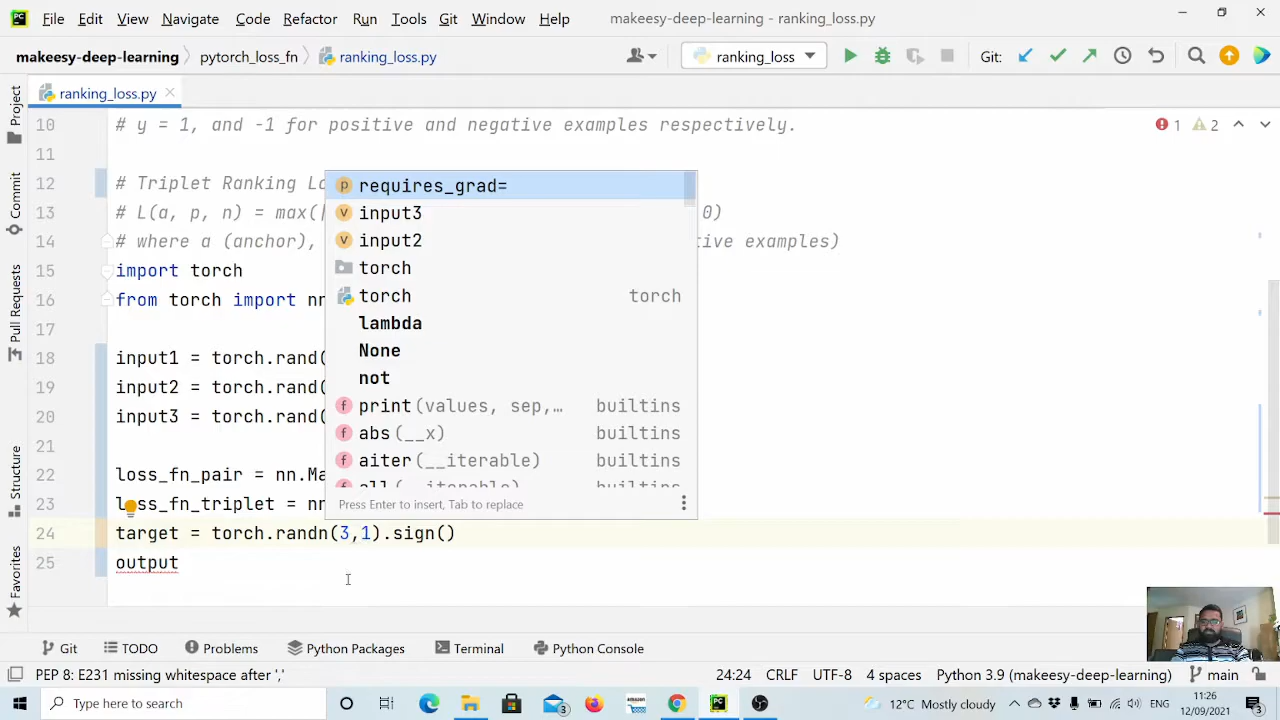 File Edit View Navigate Code Refactor Run Tools Git Window Help makeesy-deep-learning - ranking_loss.py
makeesy-deep-learning pytorch_loss_fn ranking_loss.py ranking_loss Git:
Project
Commit
Pull Requests
Structure
Favorites
ranking_loss.py
10 # y = 1, and -1 for positive and negative examples respectively. 1 2
11
12 # Triplet Ranking Lo
13 # L(a, p, n) = max(| 0)
14 # where a (anchor), tive examples)
15 import torch
16 from torch import nn
17
18 input1 = torch.rand(
19 input2 = torch.rand(
20 input3 = torch.rand(
21
22 loss_fn_pair = nn.Ma
23 loss_fn_triplet = nn
24 target = torch.randn(3,1).sign()
25 output
requires_grad=
input3
input2
torch
torch torch
lambda
None
not
print(values, sep,… builtins
abs(__x) builtins
aiter(__iterable) builtins
all(__iterable) builtins
Press Enter to insert, Tab to replace
Git TODO Problems Python Packages Terminal Python Console
PEP 8: E231 missing whitespace after ',' 24:24 CRLF UTF-8 4 spaces Python 3.9 (makeesy-deep-learning) main
Type here to search 12°C Mostly cloudy 11:26
12/09/2021